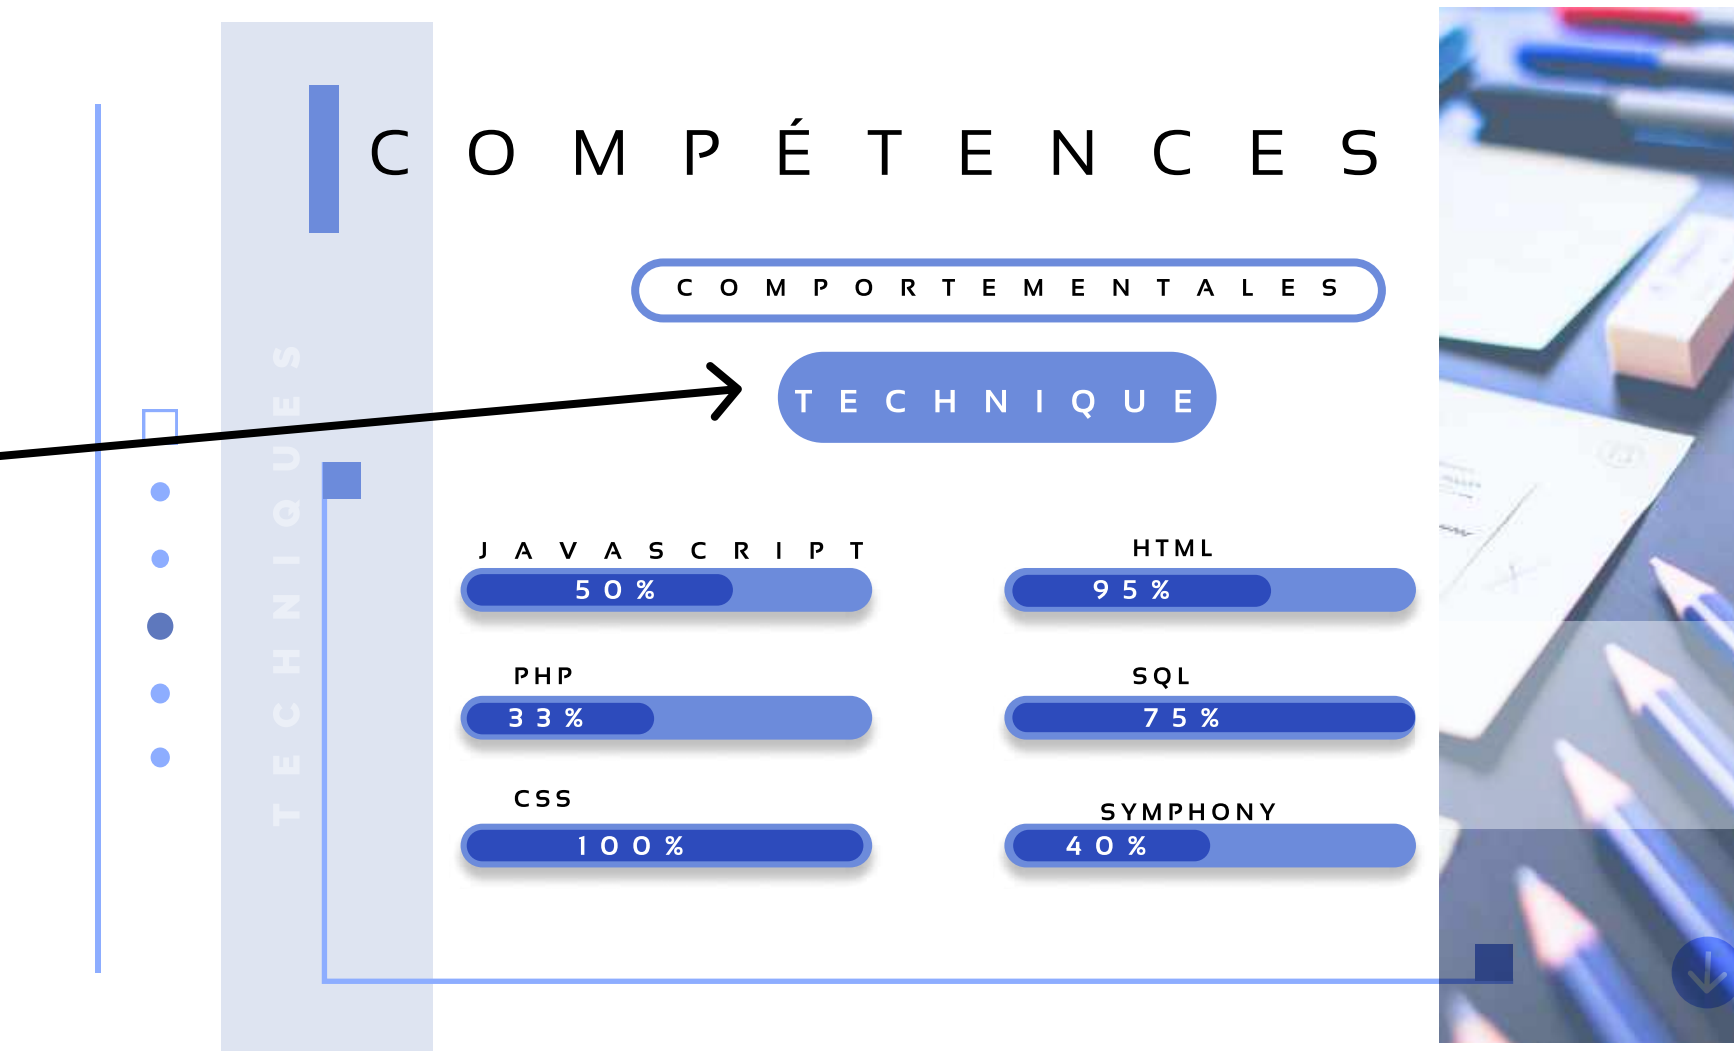 COMPÉTENCES
COMPORTEMENTALES
TECHNIQUE
TECHNIQUES
JAVASCRIPT
50%
HTML
95%
PHP
33%
SQL
75%
CSS
100%
SYMPHONY
40%